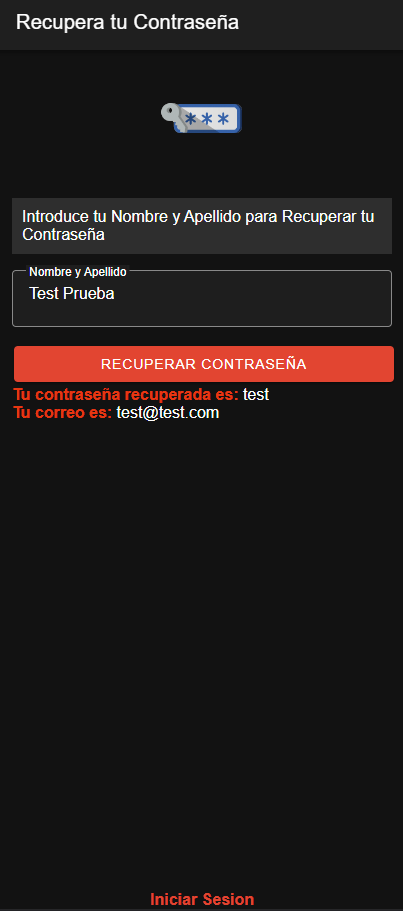 Recupera tu Contraseña
***
Introduce tu Nombre y Apellido para Recuperar tu
Contraseña
Nombre y Apellido
Test Prueba
RECUPERAR CONTRASEÑA
Tu contraseña recuperada es: test
Tu correo es: test@test.com
Iniciar Sesion